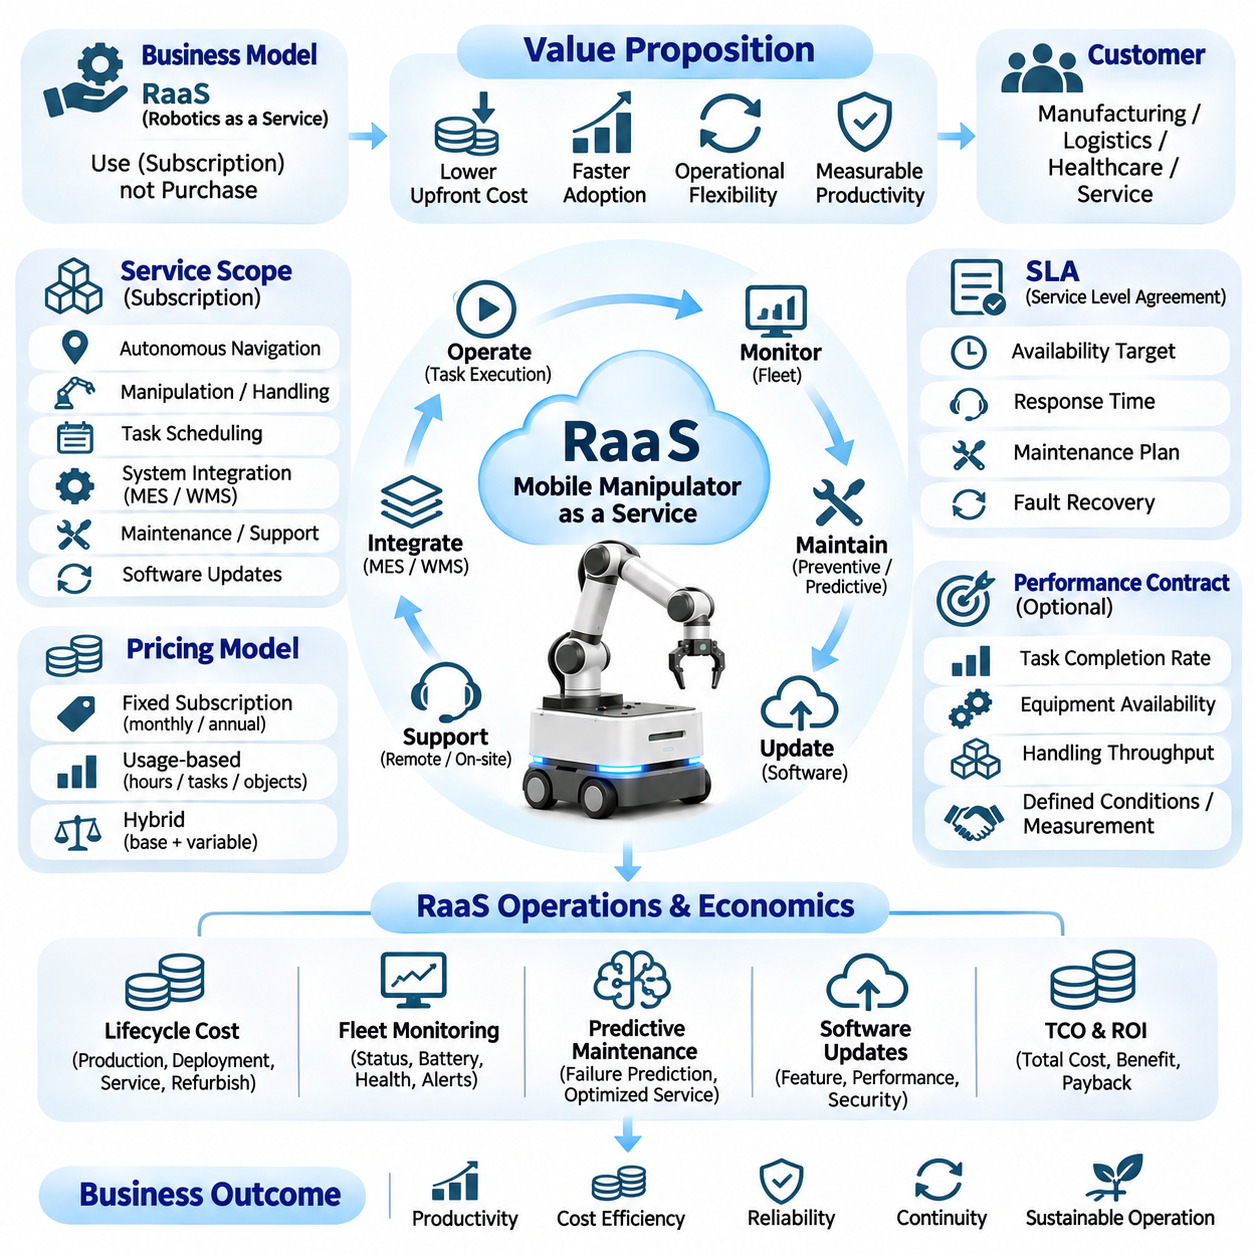 Business Model
RaaS
(Robotics as a Service)
Use (Subscription)
not Purchase
Value Proposition
Lower
Upfront Cost
Faster
Adoption
Operational
Flexibility
Measurable
Productivity
Customer
Manufacturing /
Logistics /
Healthcare /
Service
Service Scope
(Subscription)
Autonomous Navigation
Manipulation / Handling
Task Scheduling
System Integration
(MES / WMS)
Maintenance / Support
Software Updates
Pricing Model
Fixed Subscription
(monthly / annual)
Usage-based
(hours / tasks / objects)
Hybrid
(base + variable)
Operate
(Task Execution)
Monitor
(Fleet)
RaaS
Mobile Manipulator
as a Service
Integrate
(MES / WMS)
Maintain
(Preventive /
Predictive)
Support
(Remote / On-site)
Update
(Software)
SLA
(Service Level Agreement)
Availability Target
Response Time
Maintenance Plan
Fault Recovery
Performance Contract
(Optional)
Task Completion Rate
Equipment Availability
Handling Throughput
Defined Conditions /
Measurement
RaaS Operations & Economics
Lifecycle Cost
(Production, Deployment,
Service, Refurbish)
Fleet Monitoring
(Status, Battery,
Health, Alerts)
Predictive
Maintenance
(Failure Prediction,
Optimized Service)
Software
Updates
(Feature, Performance,
Security)
TCO & ROI
(Total Cost, Benefit,
Payback
Business Outcome
Productivity
Cost Efficiency
Reliability
Continuity
Sustainable Operation